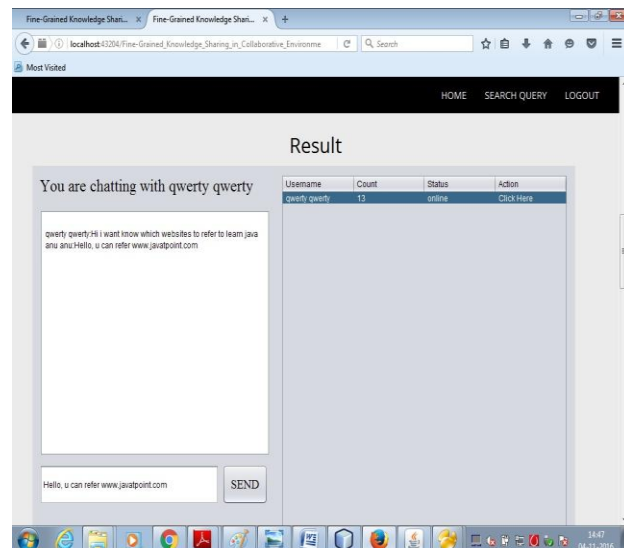 Fine-Grained Knowledge Shari... × Fine-Grained Knowledge Shari... × +
localhost:43204/Fine-Grained_Knowledge_Sharing_in_Collaborative_Environme Search
Most Visited
HOME SEARCH QUERY LOGOUT
Result
You are chatting with qwerty qwerty
Username Count Status Action
qwerty qwerty 13 online Click Here
qwerty qwerty:Hi i want know which websites to refer to learn java
anu anu:Hello, u can refer www.javatpoint.com
Hello, u can refer www.javatpoint.com SEND
14:47
04-11-2016